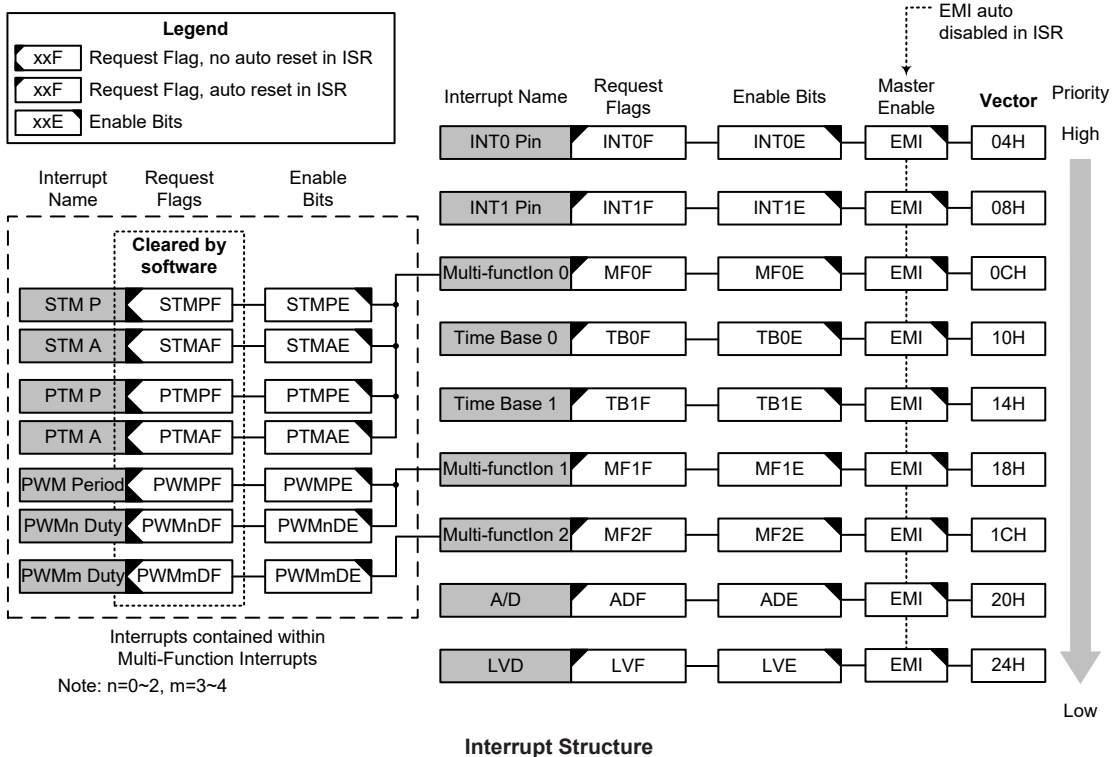 EMI auto
disabled in ISR
Legend
xxF Request Flag, no auto reset in ISR
xxF Request Flag, auto reset in ISR
xxE Enable Bits
Interrupt Name Request Flags Enable Bits Master Enable Vector Priority
INT0 Pin INT0F INT0E EMI 04H High
INT1 Pin INT1F INT1E EMI 08H
Multi-functIon 0 MF0F MF0E EMI 0CH
Time Base 0 TB0F TB0E EMI 10H
Time Base 1 TB1F TB1E EMI 14H
Multi-functIon 1 MF1F MF1E EMI 18H
Multi-functIon 2 MF2F MF2E EMI 1CH
A/D ADF ADE EMI 20H
LVD LVF LVE EMI 24H
Low
Interrupt Name Request Flags Enable Bits
Cleared by
software
STM P STMPF STMPE
STM A STMAF STMAE
PTM P PTMPF PTMPE
PTM A PTMAF PTMAE
PWM Period PWMPF PWMPE
PWMn Duty PWMnDF PWMnDE
PWMm Duty PWMmDF PWMmDE
Interrupts contained within
Multi-Function Interrupts
Note: n=0~2, m=3~4
Interrupt Structure